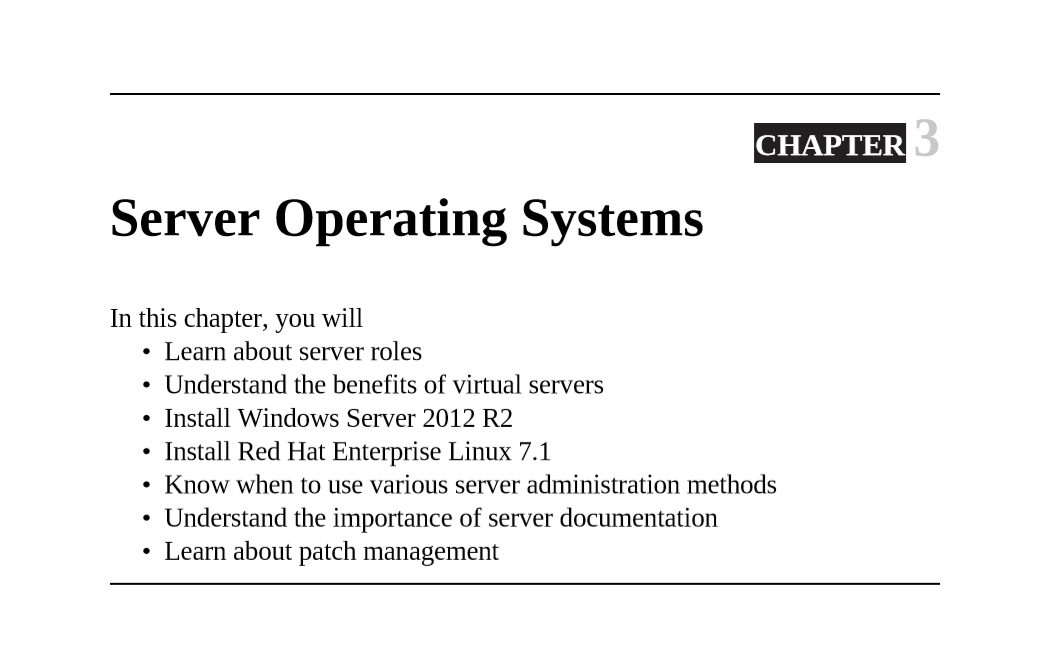 CHAPTER 3
Server Operating Systems
In this chapter, you will
• Learn about server roles
• Understand the benefits of virtual servers
• Install Windows Server 2012 R2
• Install Red Hat Enterprise Linux 7.1
• Know when to use various server administration methods
• Understand the importance of server documentation
• Learn about patch management